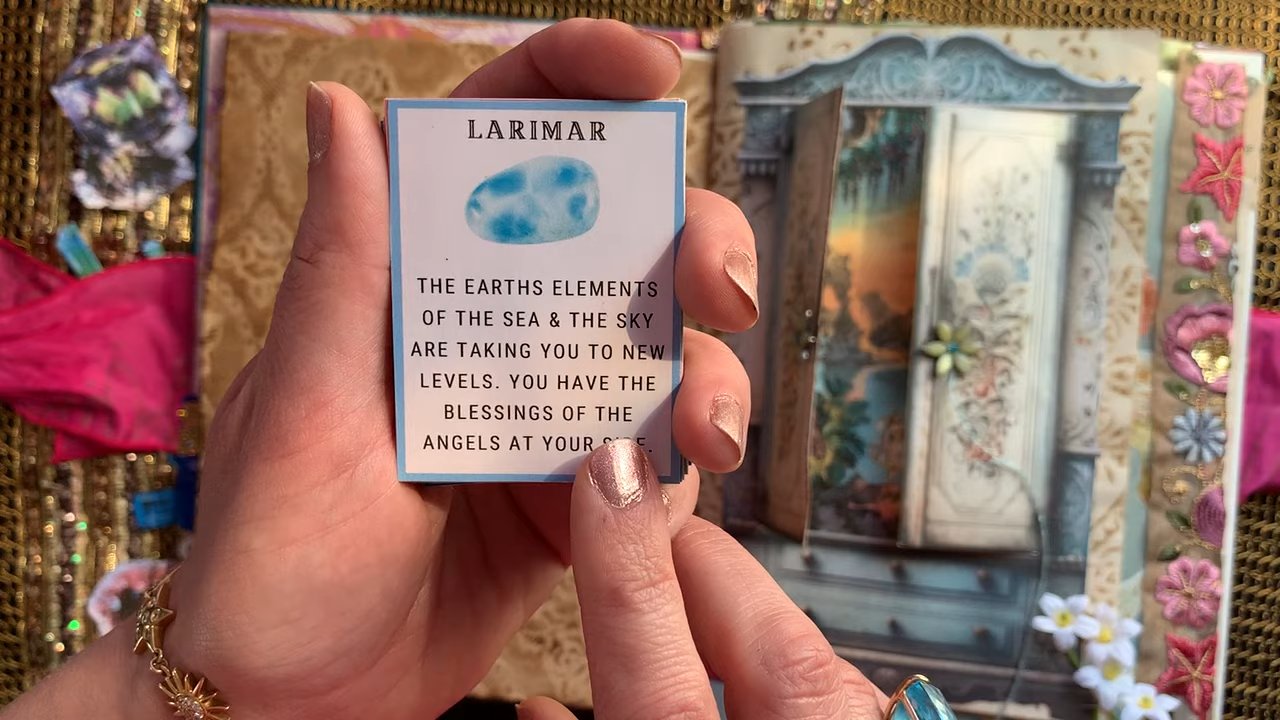 LARIMAR
THE EARTHS ELEMENTS
OF THE SEA & THE SKY
ARE TAKING YOU TO NEW
LEVELS. YOU HAVE THE
BLESSINGS OF THE
ANGELS AT YOUR